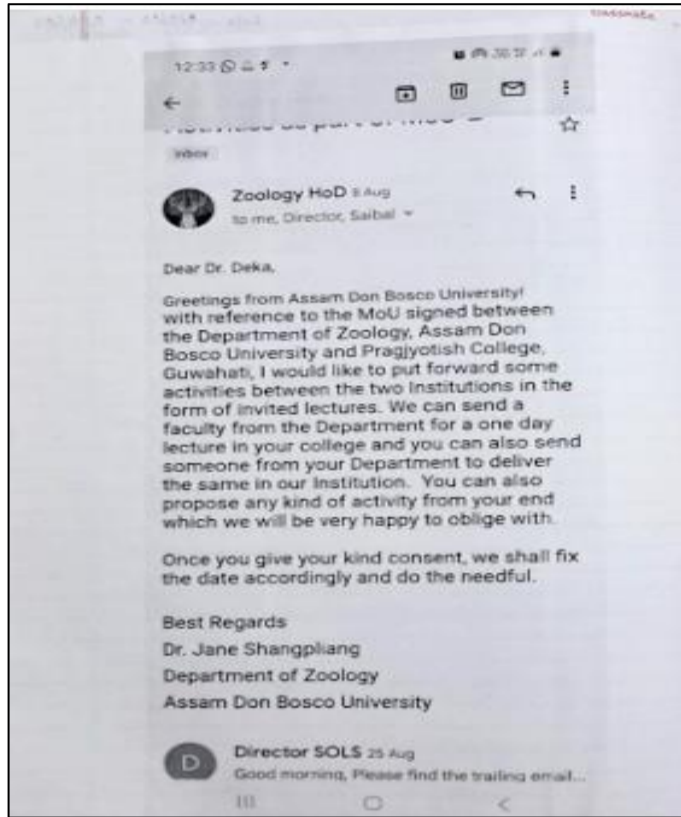 classmate
12:33
Activities as part of MoU
Inbox
Zoology HoD 8 Aug
to me, Director, Saibal
Dear Dr. Deka,
Greetings from Assam Don Bosco University!
with reference to the MoU signed between
the Department of Zoology, Assam Don
Bosco University and Pragjyotish College,
Guwahati, I would like to put forward some
activities between the two Institutions in the
form of invited lectures. We can send a
faculty from the Department for a one day
lecture in your college and you can also send
someone from your Department to deliver
the same in our Institution. You can also
propose any kind of activity from your end
which we will be very happy to oblige with.
Once you give your kind consent, we shall fix
the date accordingly and do the needful.
Best Regards
Dr. Jane Shangpliang
Department of Zoology
Assam Don Bosco University
D
Director SOLS 25 Aug
Good morning, Please find the trailing email...